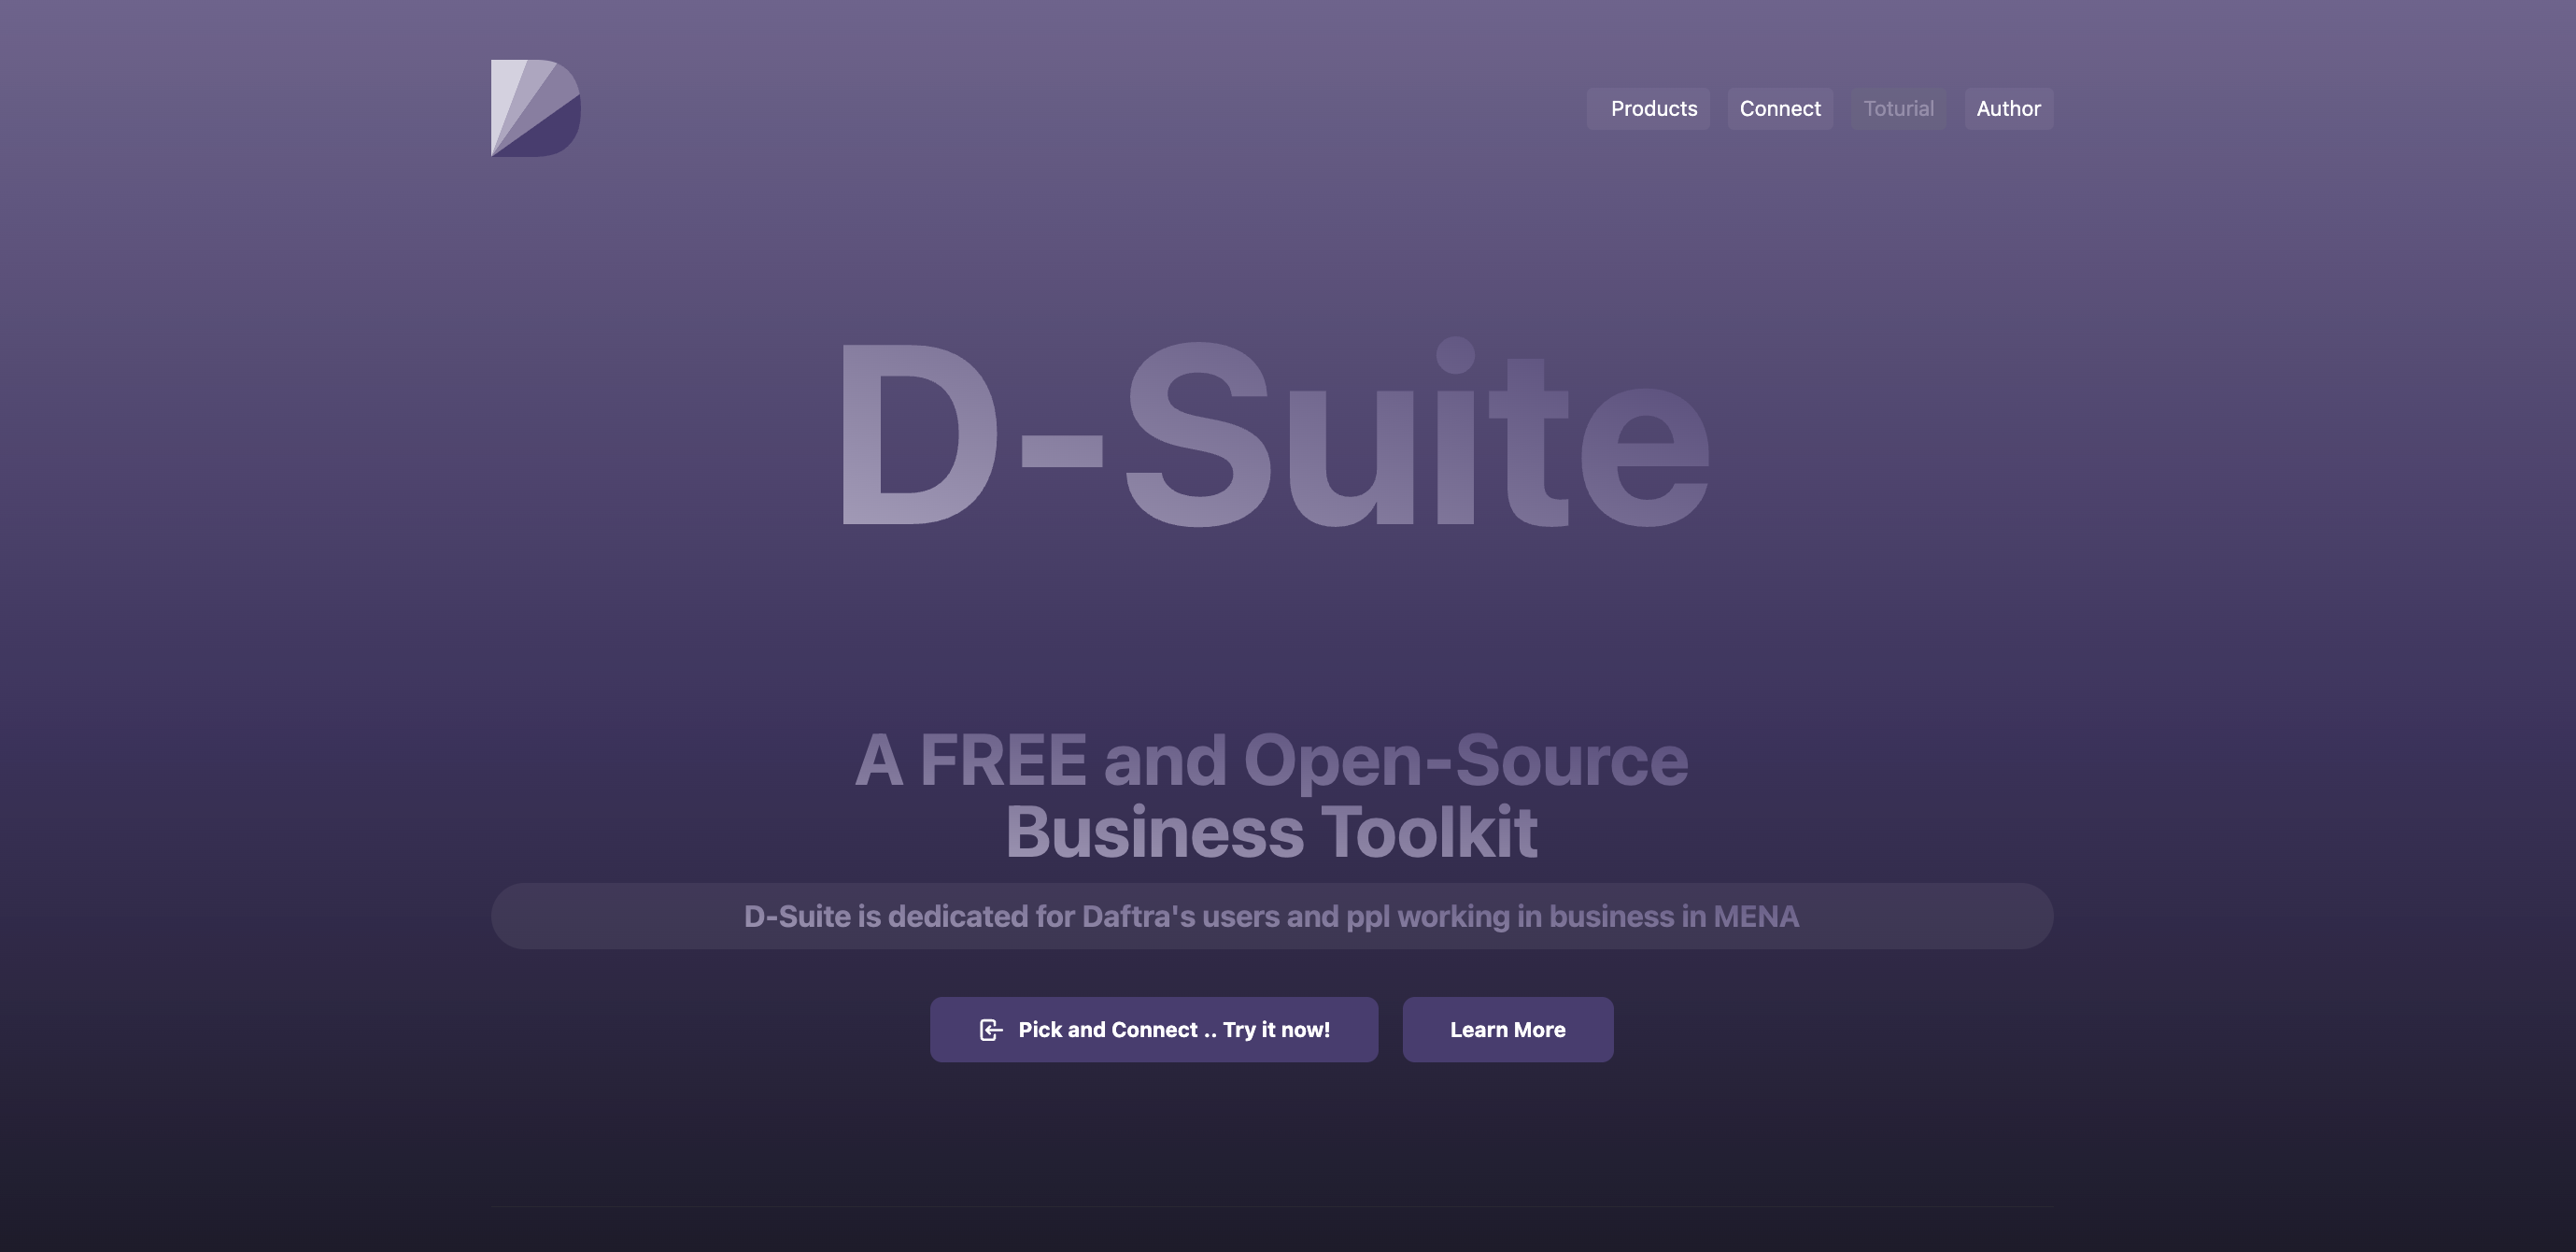 Products
Connect
Toturial
Author
D-Suite
A FREE and Open-Source
Business Toolkit
D-Suite is dedicated for Daftra's users and ppl working in business in MENA
Pick and Connect .. Try it now!
Learn More